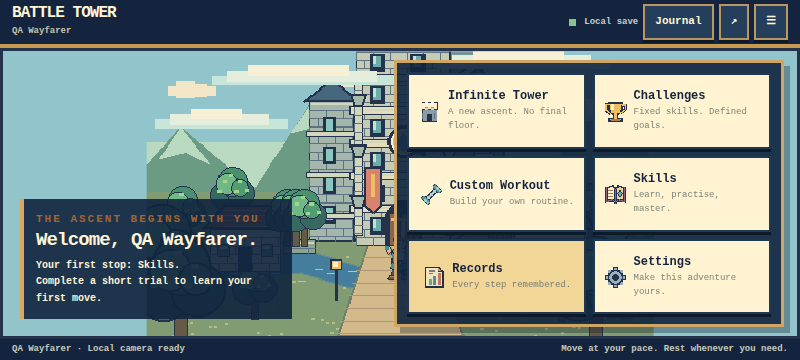 BATTLE TOWER
QA Wayfarer
Local save
Journal
↗
☰
Infinite Tower
A new ascent. No final
floor.
Challenges
Fixed skills. Defined
goals.
Custom Workout
Build your own routine.
Skills
Learn, practise,
master.
Records
Every step remembered.
Settings
Make this adventure
yours.
THE ASCENT BEGINS WITH YOU
Welcome, QA Wayfarer.
Your first stop: Skills.
Complete a short trial to learn your
first move.
QA Wayfarer · Local camera ready
Move at your pace. Rest whenever you need.